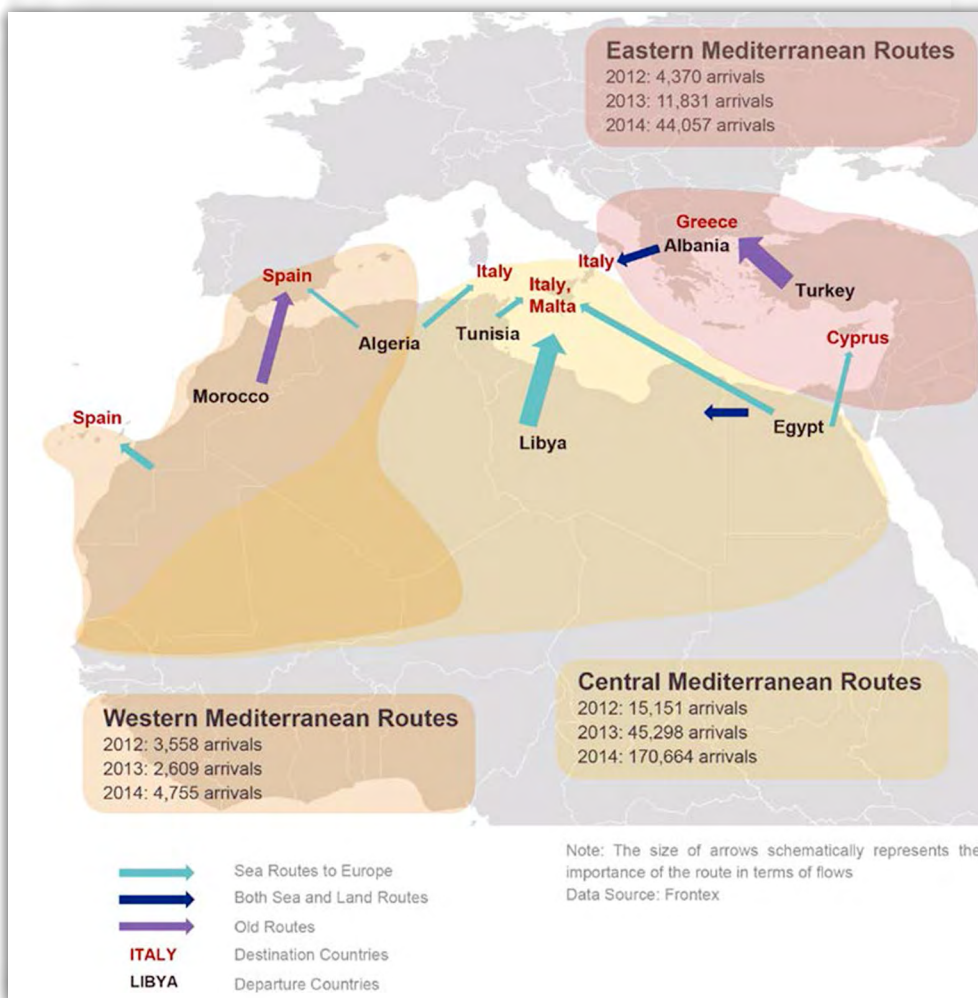 Eastern Mediterranean Routes
2012: 4,370 arrivals
2013: 11,831 arrivals
2014: 44,057 arrivals
Greece
Albania
Italy
Turkey
Spain
Italy
Italy,
Malta
Tunisia
Algeria
Cyprus
Morocco
Spain
Libya
Egypt
Central Mediterranean Routes
2012: 15,151 arrivals
2013: 45,298 arrivals
2014: 170,664 arrivals
Western Mediterranean Routes
2012: 3,558 arrivals
2013: 2,609 arrivals
2014: 4,755 arrivals
Sea Routes to Europe
Both Sea and Land Routes
Old Routes
ITALY Destination Countries
LIBYA Departure Countries
Note: The size of arrows schematically represents the
importance of the route in terms of flows
Data Source: Frontex